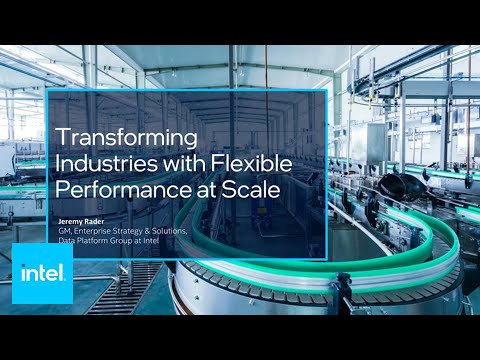 Transforming
Industries with Flexible
Performance at Scale
Jeremy Rader
GM, Enterprise Strategy & Solutions,
Data Platform Group at Intel
intel.